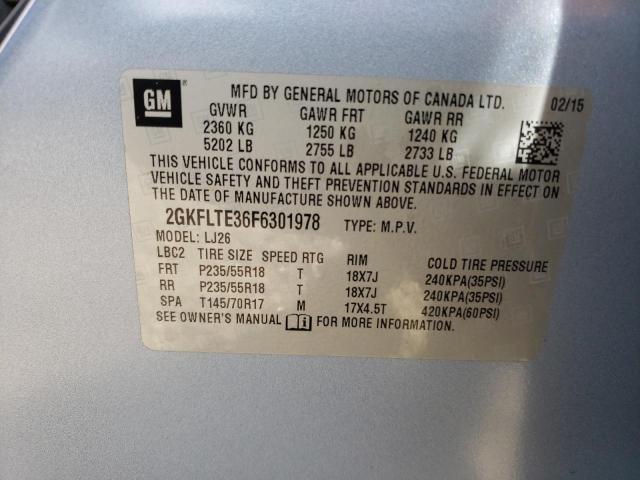 GM ®
MFD BY GENERAL MOTORS OF CANADA LTD. 02/15
GVWR GAWR FRT GAWR RR
2360 KG 1250 KG 1240 KG
5202 LB 2755 LB 2733 LB
THIS VEHICLE CONFORMS TO ALL APPLICABLE U.S. FEDERAL MOTOR
VEHICLE SAFETY AND THEFT PREVENTION STANDARDS IN EFFECT ON
THE DATE OF MANUFACTURE SHOWN ABOVE.
2GKFLTE36F6301978 TYPE: M.P.V.
MODEL: LJ26
LBC2 TIRE SIZE SPEED RTG RIM COLD TIRE PRESSURE
FRT P235/55R18 T 18X7J 240KPA(35PSI)
RR P235/55R18 T 18X7J 240KPA(35PSI)
SPA T145/70R17 M 17X4.5T 420KPA(60PSI)
SEE OWNER'S MANUAL FOR MORE INFORMATION.